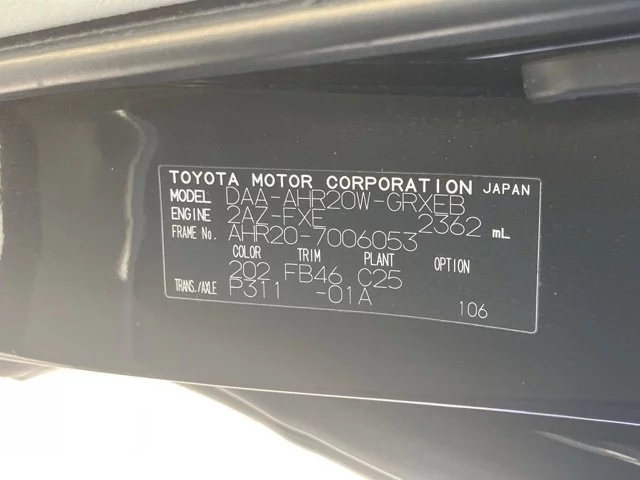 TOYOTA MOTOR CORPORATION JAPAN
MODEL DAA-AHR20W-GRXEB
ENGINE 2AZ-FXE 2362 mL
FRAME No. AHR20-7006053
COLOR TRIM PLANT OPTION
202 FB46 C25
TRANS./AXLE P311 -01A 106